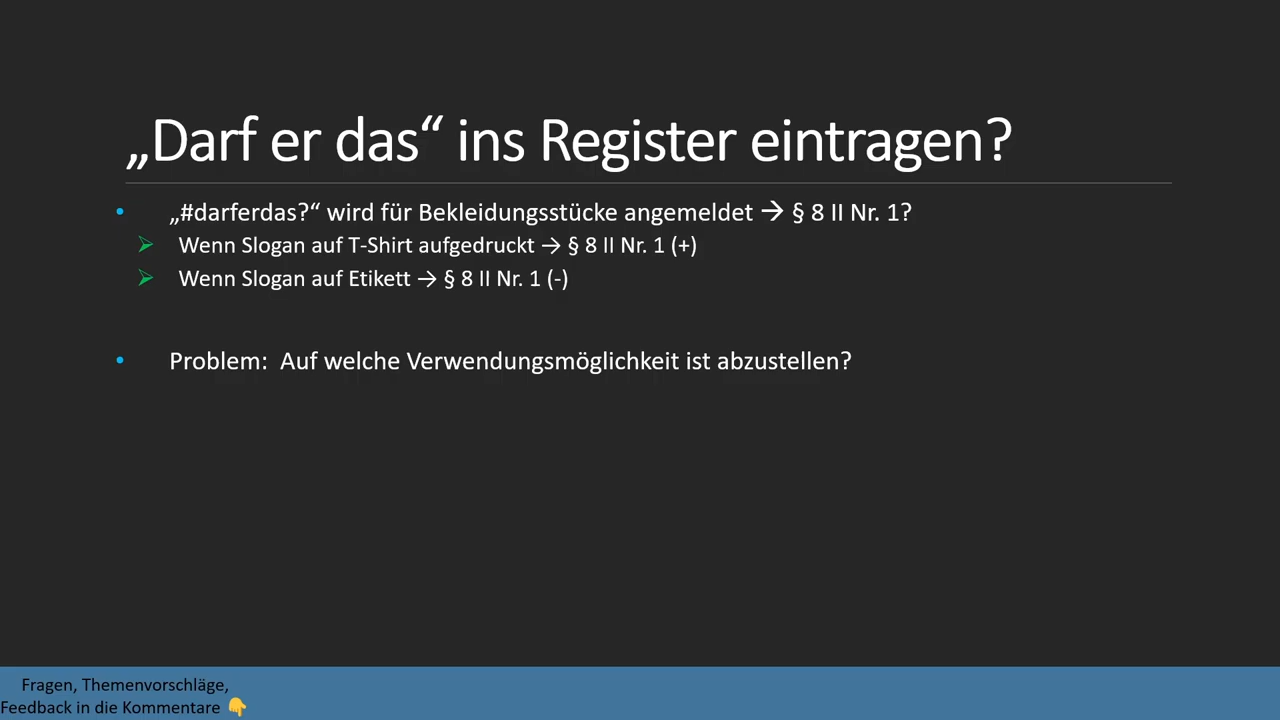 „Darf er das“ ins Register eintragen?
• „#darferdas?“ wird für Bekleidungsstücke angemeldet → § 8 II Nr. 1?
➢ Wenn Slogan auf T-Shirt aufgedruckt → § 8 II Nr. 1 (+)
➢ Wenn Slogan auf Etikett → § 8 II Nr. 1 (-)
• Problem: Auf welche Verwendungsmöglichkeit ist abzustellen?
Fragen, Themenvorschläge,
Feedback in die Kommentare 👇